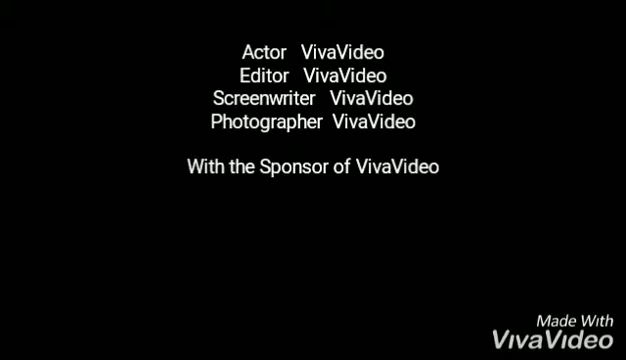 Actor VivaVideo
Editor VivaVideo
Screenwriter VivaVideo
Photographer VivaVideo
With the Sponsor of VivaVideo
Made With
VivaVideo